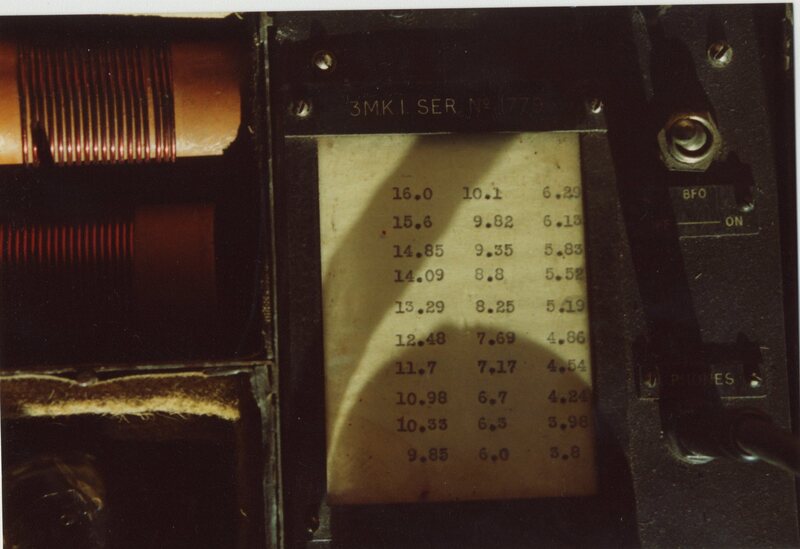 3MK I SER. Nº 1779
16.0 10.1 6.29
15.6 9.82 6.13
14.85 9.35 5.83
14.09 8.8 5.52
13.29 8.25 5.19
12.48 7.69 4.86
11.7 7.17 4.54
10.98 6.7 4.24
10.33 6.3 3.98
9.85 6.0 3.8
BFO
ON
PHONES